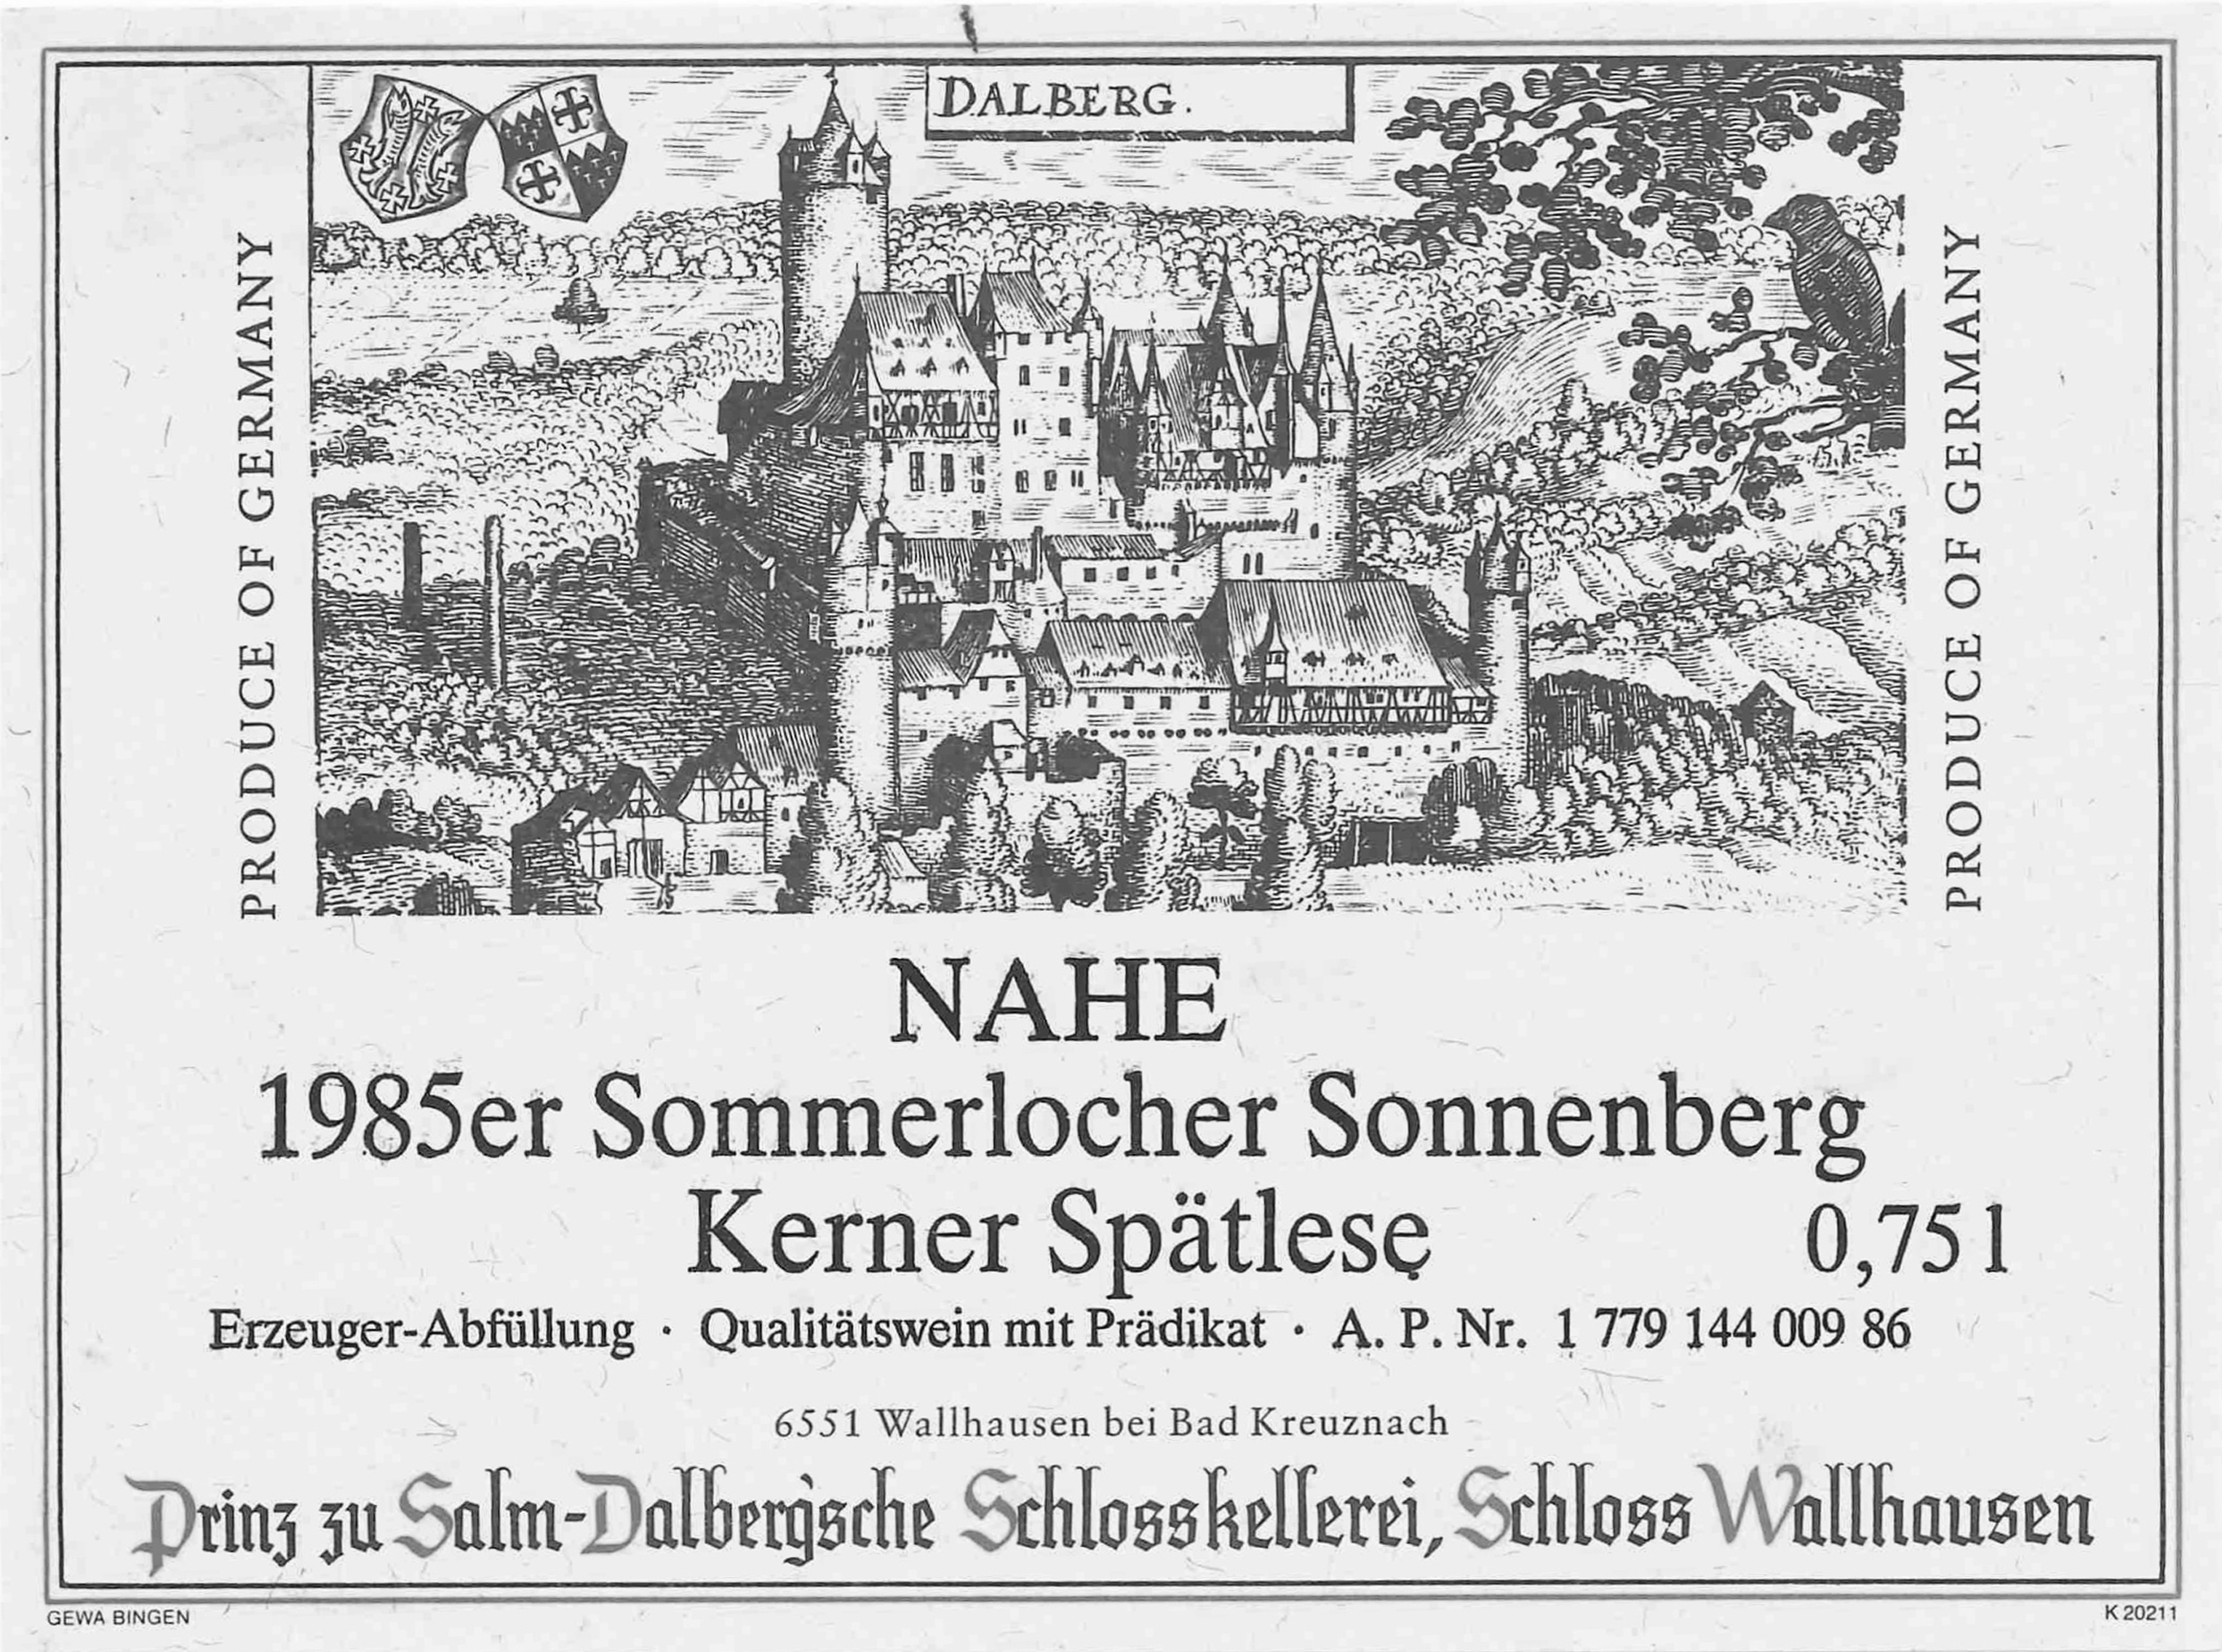 DALBERG.
PRODUCE OF GERMANY
PRODUCE OF GERMANY
NAHE
1985er Sommerlocher Sonnenberg
Kerner Spätlese
0,75 l
Erzeuger-Abfüllung · Qualitätswein mit Prädikat · A. P. Nr. 1 779 144 009 86
6551 Wallhausen bei Bad Kreuznach
Prinz zu Salm-Dalberg'sche Schlosskellerei, Schloss Wallhausen
GEWA BINGEN
K 20211